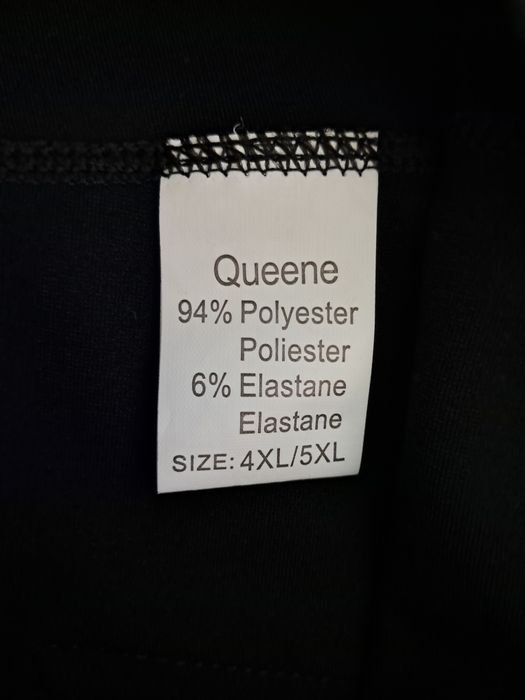 Queene
94% Polyester
Poliester
6% Elastane
Elastane
SIZE: 4XL/5XL